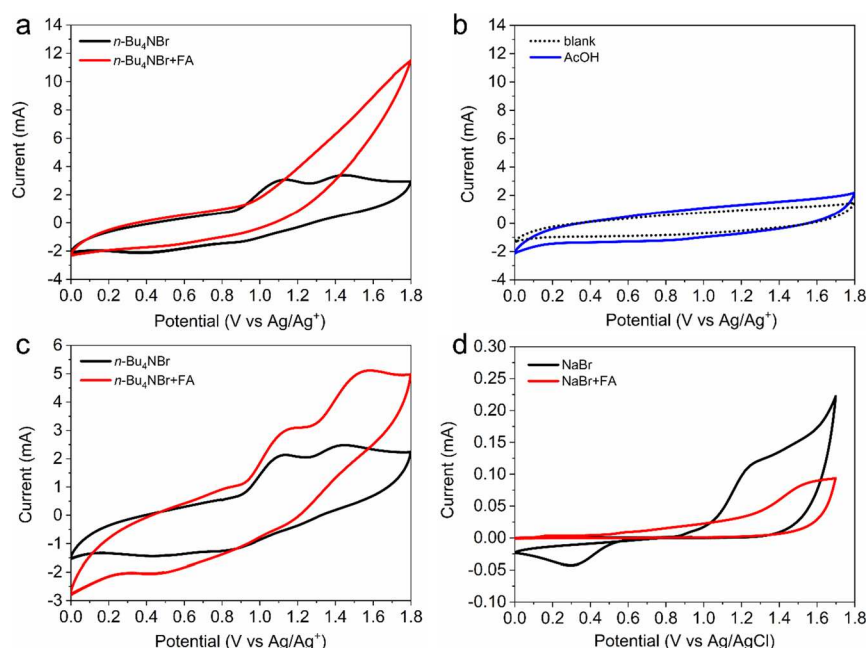 a
n-Bu₄NBr
n-Bu₄NBr+FA
Current (mA)
14
12
10
8
6
4
2
0
-2
-4
0.0 0.2 0.4 0.6 0.8 1.0 1.2 1.4 1.6 1.8
Potential (V vs Ag/Ag⁺)
b
blank
AcOH
Current (mA)
14
12
10
8
6
4
2
0
-2
-4
0.0 0.2 0.4 0.6 0.8 1.0 1.2 1.4 1.6 1.8
Potential (V vs Ag/Ag⁺)
c
n-Bu₄NBr
n-Bu₄NBr+FA
Current (mA)
6
5
4
3
2
1
0
-1
-2
-3
0.0 0.2 0.4 0.6 0.8 1.0 1.2 1.4 1.6 1.8
Potential (V vs Ag/Ag⁺)
d
NaBr
NaBr+FA
Current (mA)
0.30
0.25
0.20
0.15
0.10
0.05
0.00
-0.05
-0.10
0.0 0.2 0.4 0.6 0.8 1.0 1.2 1.4 1.6 1.8
Potential (V vs Ag/AgCl)